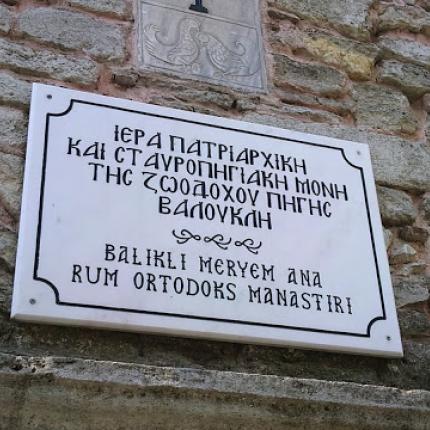 ΙΕΡΑ ΠΑΤΡΙΑΡΧΙΚΗ
ΚΑΙ ΣΤΑΥΡΟΠΗΓΙΑΚΗ ΜΟΝΗ
ΤΗΣ ΖΩΟΔΟΧΟΥ ΠΗΓΗΣ
ΒΑΛΟΥΚΛΗ
BALIKLI MERYEM ANA
RUM ORTODOKS MANASTIRI